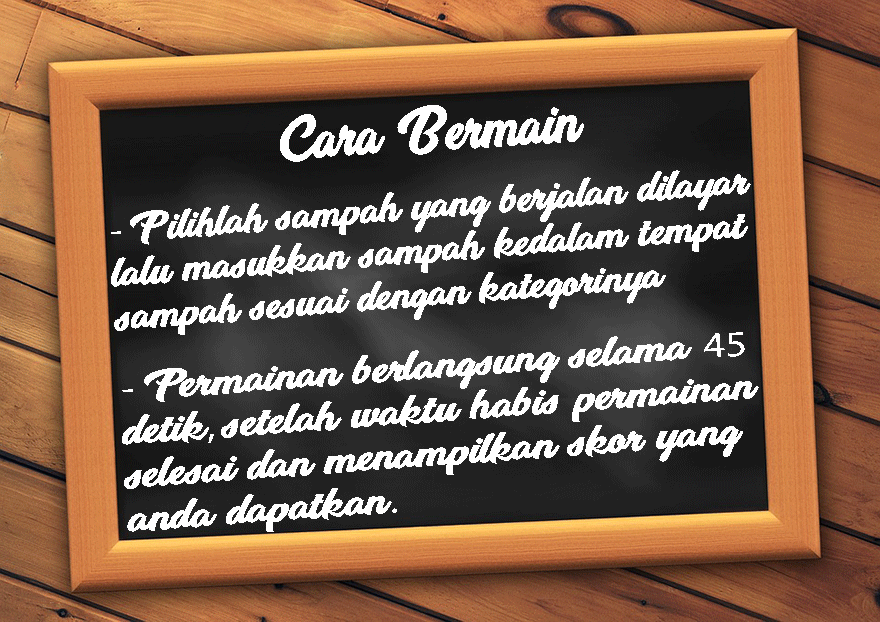 Cara Bermain
- Pilihlah sampah yang berjalan dilayar
lalu masukkan sampah kedalam tempat
sampah sesuai dengan kategorinya
- Permainan berlangsung selama 45
detik, setelah waktu habis permainan
selesai dan menampilkan skor yang
anda dapatkan.